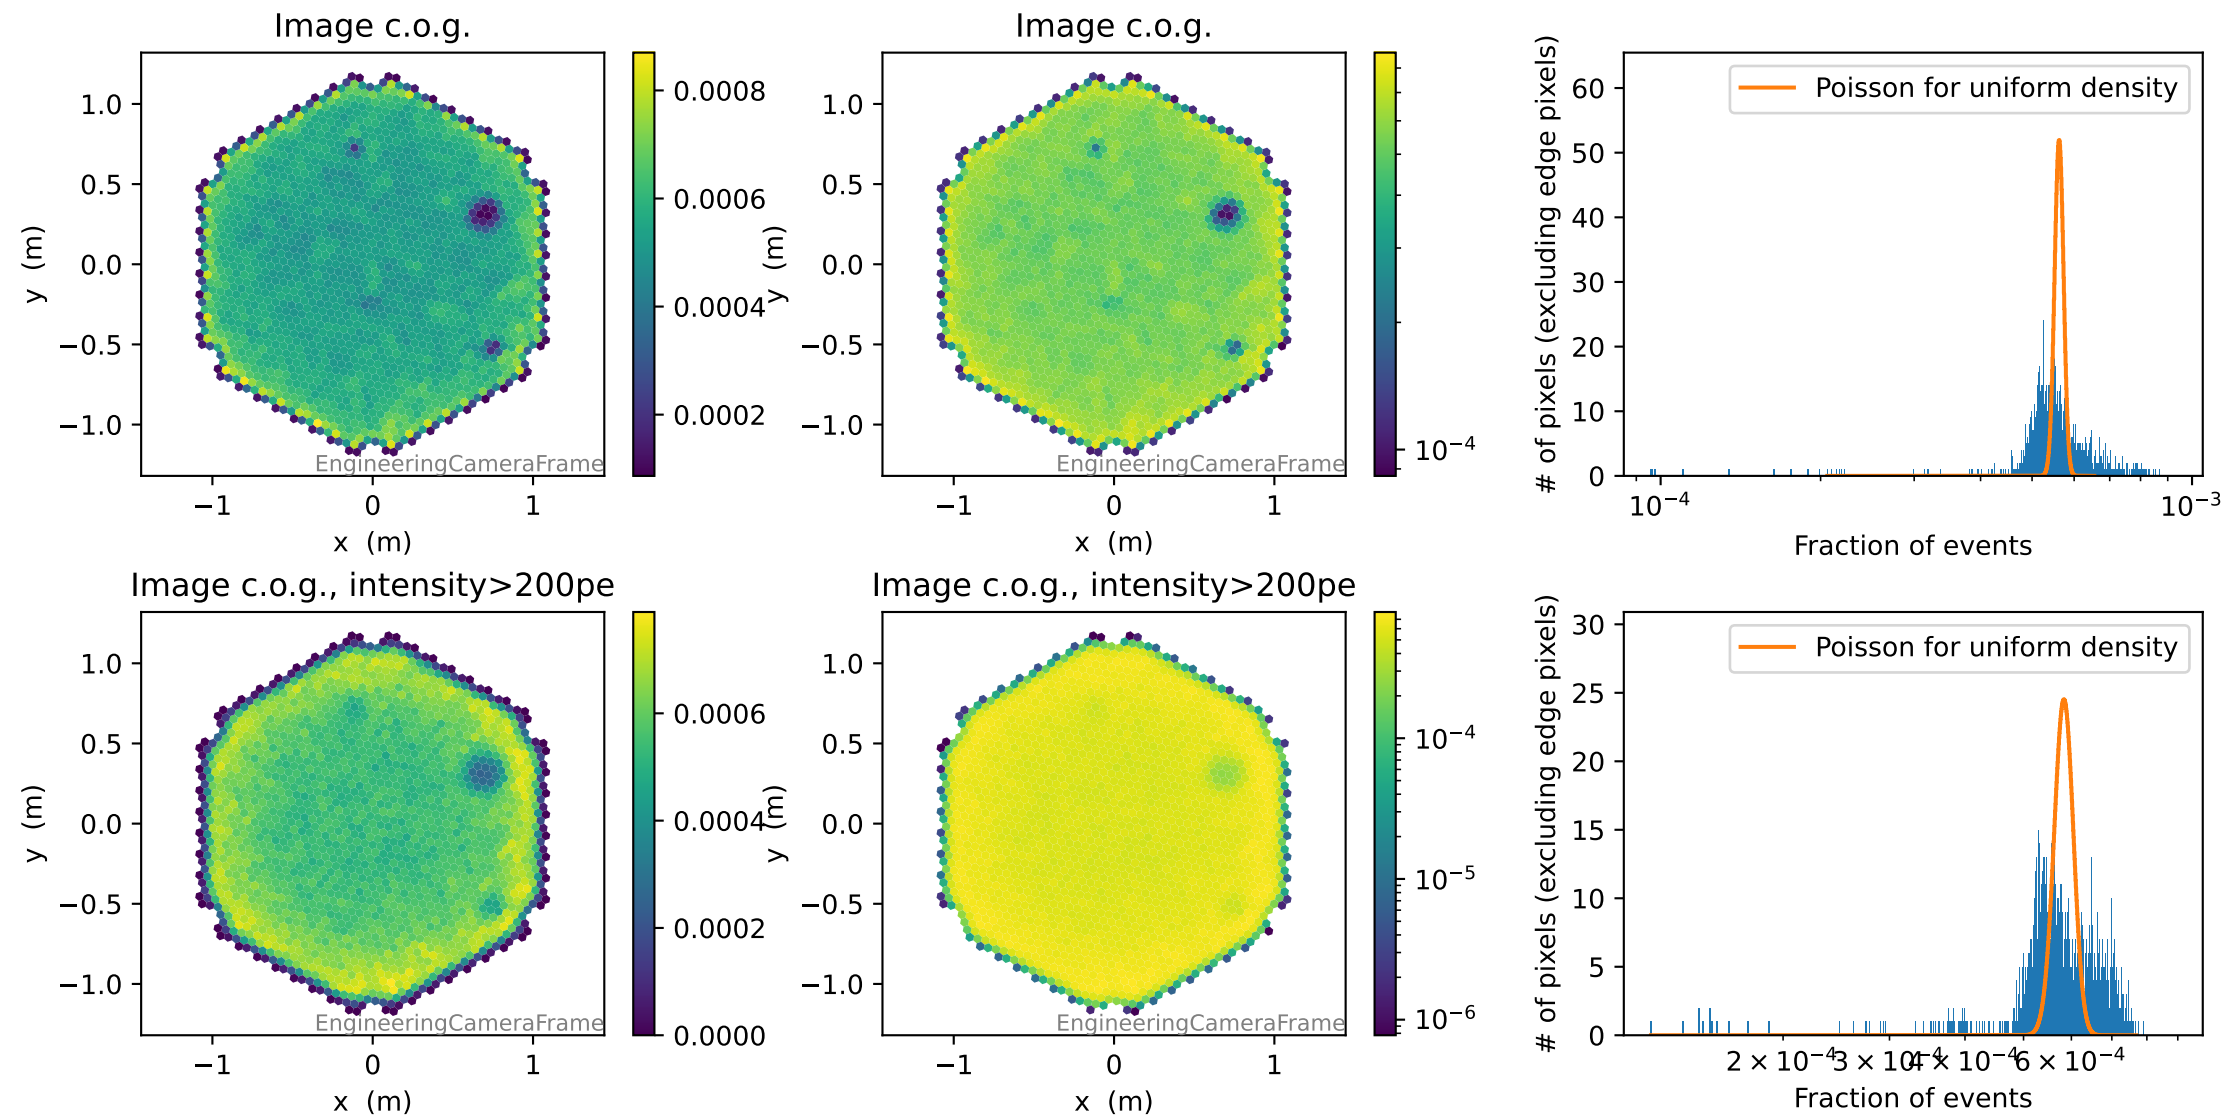 Image c.o.g.
1.0
0.5
0.0
−0.5
−1.0
y (m)
−1 0 1
x (m)
EngineeringCameraFrame
0.0008
0.0006
0.0004
0.0002
Image c.o.g.
1.0
0.5
0.0
−0.5
−1.0
y (m)
−1 0 1
x (m)
EngineeringCameraFrame
10⁻⁴
Poisson for uniform density
60
50
40
30
20
10
0
# of pixels (excluding edge pixels)
10⁻⁴ 10⁻³
Fraction of events
Image c.o.g., intensity>200pe
1.0
0.5
0.0
−0.5
−1.0
y (m)
−1 0 1
x (m)
EngineeringCameraFrame
0.0006
0.0004
0.0002
0.0000
Image c.o.g., intensity>200pe
1.0
0.5
0.0
−0.5
−1.0
y (m)
−1 0 1
x (m)
EngineeringCameraFrame
10⁻⁴
10⁻⁵
10⁻⁶
Poisson for uniform density
30
25
20
15
10
5
0
# of pixels (excluding edge pixels)
2 × 10⁻⁴ 3 × 10⁻⁴ 4 × 10⁻⁴ 6 × 10⁻⁴
Fraction of events